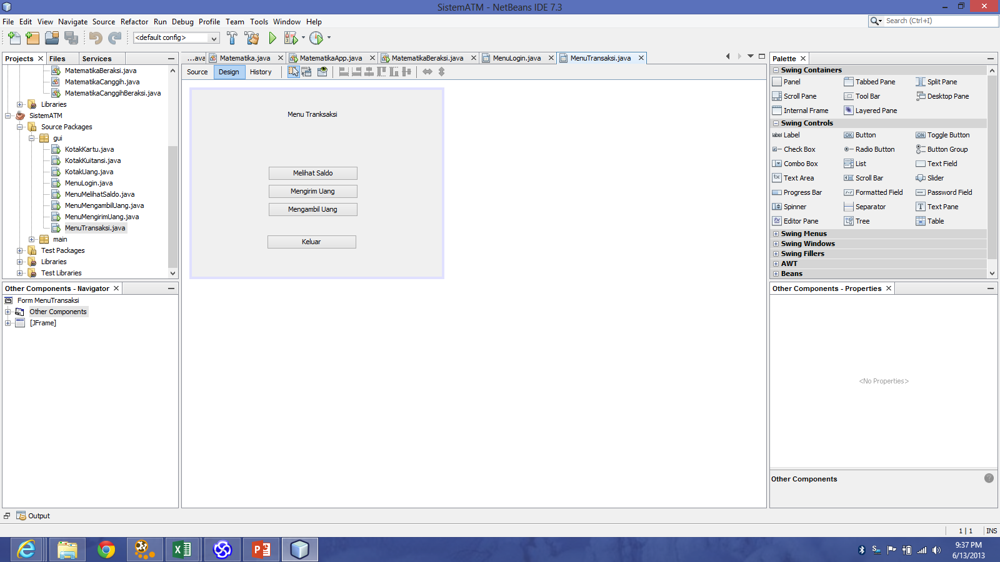 SistemATM - NetBeans IDE 7.3
File Edit View Navigate Source Refactor Run Debug Profile Team Tools Window Help
Search (Ctrl+I)
<default config>
Projects Files Services
MatematikaBeraksi.java
MatematikaCanggih.java
MatematikaCanggihBeraksi.java
Libraries
SistemATM
Source Packages
gui
KotakKartu.java
KotakKuitansi.java
KotakUang.java
MenuLogin.java
MenuMelihatSaldo.java
MenuMengambilUang.java
MenuMengirimUang.java
MenuTransaksi.java
main
Test Packages
Libraries
Test Libraries
Other Components - Navigator
Form MenuTransaksi
Other Components
[JFrame]
...ava Matematika.java MatematikaApp.java MatematikaBeraksi.java MenuLogin.java MenuTransaksi.java
Source Design History
Menu Tranksaksi
Melihat Saldo
Mengirim Uang
Mengambil Uang
Keluar
Palette
Swing Containers
Panel Tabbed Pane Split Pane
Scroll Pane Tool Bar Desktop Pane
Internal Frame Layered Pane
Swing Controls
label Label OK Button ON Toggle Button
Check Box Radio Button Button Group
Combo Box List Text Field
Text Area Scroll Bar Slider
Progress Bar Formatted Field Password Field
Spinner Separator Text Pane
Editor Pane Tree Table
Swing Menus
Swing Windows
Swing Fillers
AWT
Beans
Other Components - Properties
<No Properties>
Other Components
Output
1 | 1 INS
9:37 PM
6/13/2013